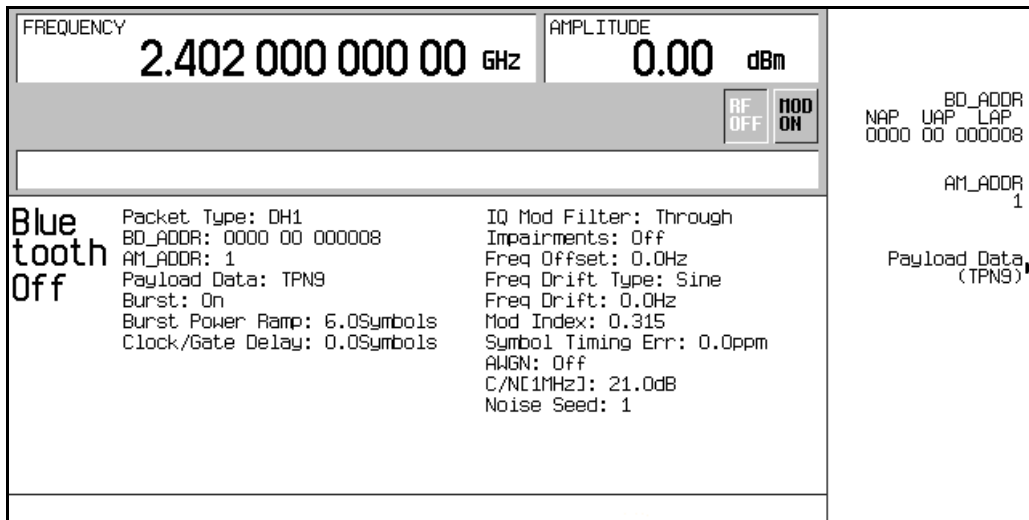 FREQUENCY
2.402 000 000 00 GHz
AMPLITUDE
0.00 dBm
RF
OFF
MOD
ON
Blue
tooth
Off
Packet Type: DH1
BD_ADDR: 0000 00 000008
AM_ADDR: 1
Payload Data: TPN9
Burst: On
Burst Power Ramp: 6.0Symbols
Clock/Gate Delay: 0.0Symbols
IQ Mod Filter: Through
Impairments: Off
Freq Offset: 0.0Hz
Freq Drift Type: Sine
Freq Drift: 0.0Hz
Mod Index: 0.315
Symbol Timing Err: 0.0ppm
AWGN: Off
C/N[1MHz]: 21.0dB
Noise Seed: 1
BD_ADDR
NAP UAP LAP
0000 00 000008
AM_ADDR
1
Payload Data
(TPN9)